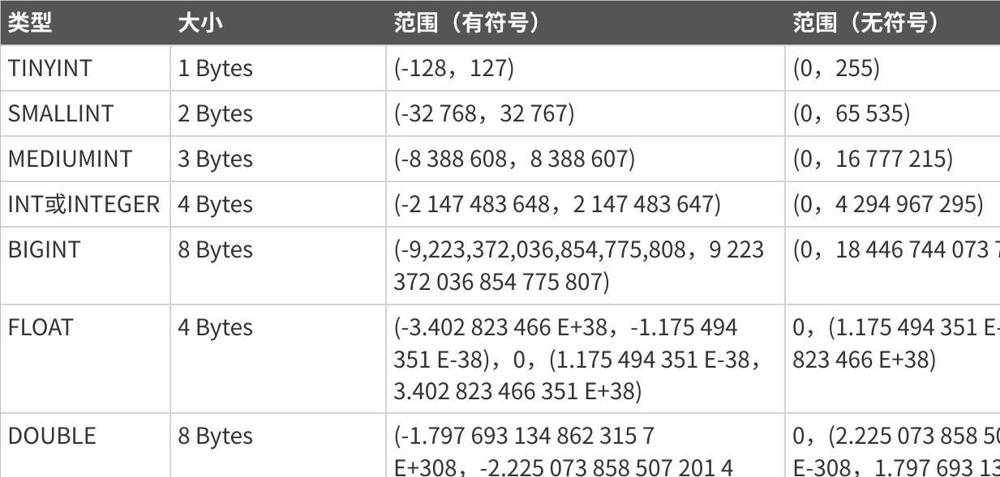 类型 大小 范围（有符号） 范围（无符号）
TINYINT 1 Bytes (-128，127) (0，255)
SMALLINT 2 Bytes (-32 768，32 767) (0，65 535)
MEDIUMINT 3 Bytes (-8 388 608，8 388 607) (0，16 777 215)
INT或INTEGER 4 Bytes (-2 147 483 648，2 147 483 647) (0，4 294 967 295)
BIGINT 8 Bytes (-9,223,372,036,854,775,808，9 223 (0，18 446 744 073
372 036 854 775 807)
FLOAT 4 Bytes (-3.402 823 466 E+38，-1.175 494 0，(1.175 494 351 E-
351 E-38)，0，(1.175 494 351 E-38， 823 466 E+38)
3.402 823 466 351 E+38)
DOUBLE 8 Bytes (-1.797 693 134 862 315 7 0，(2.225 073 858
E+308，-2.225 073 858 507 201 4 E-308，1.797 693